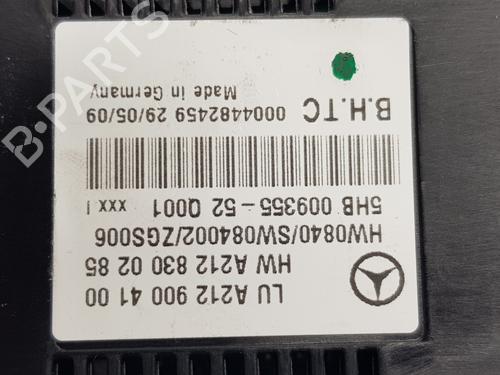 LU A212 900 41 00
HW A212 830 02 85
HW0840/SW084002/ZGS006
5HB 009355-52 Q001 xxx I
B.H.TC 0004482459 29/05/09
Made in Germany
B-PARTS